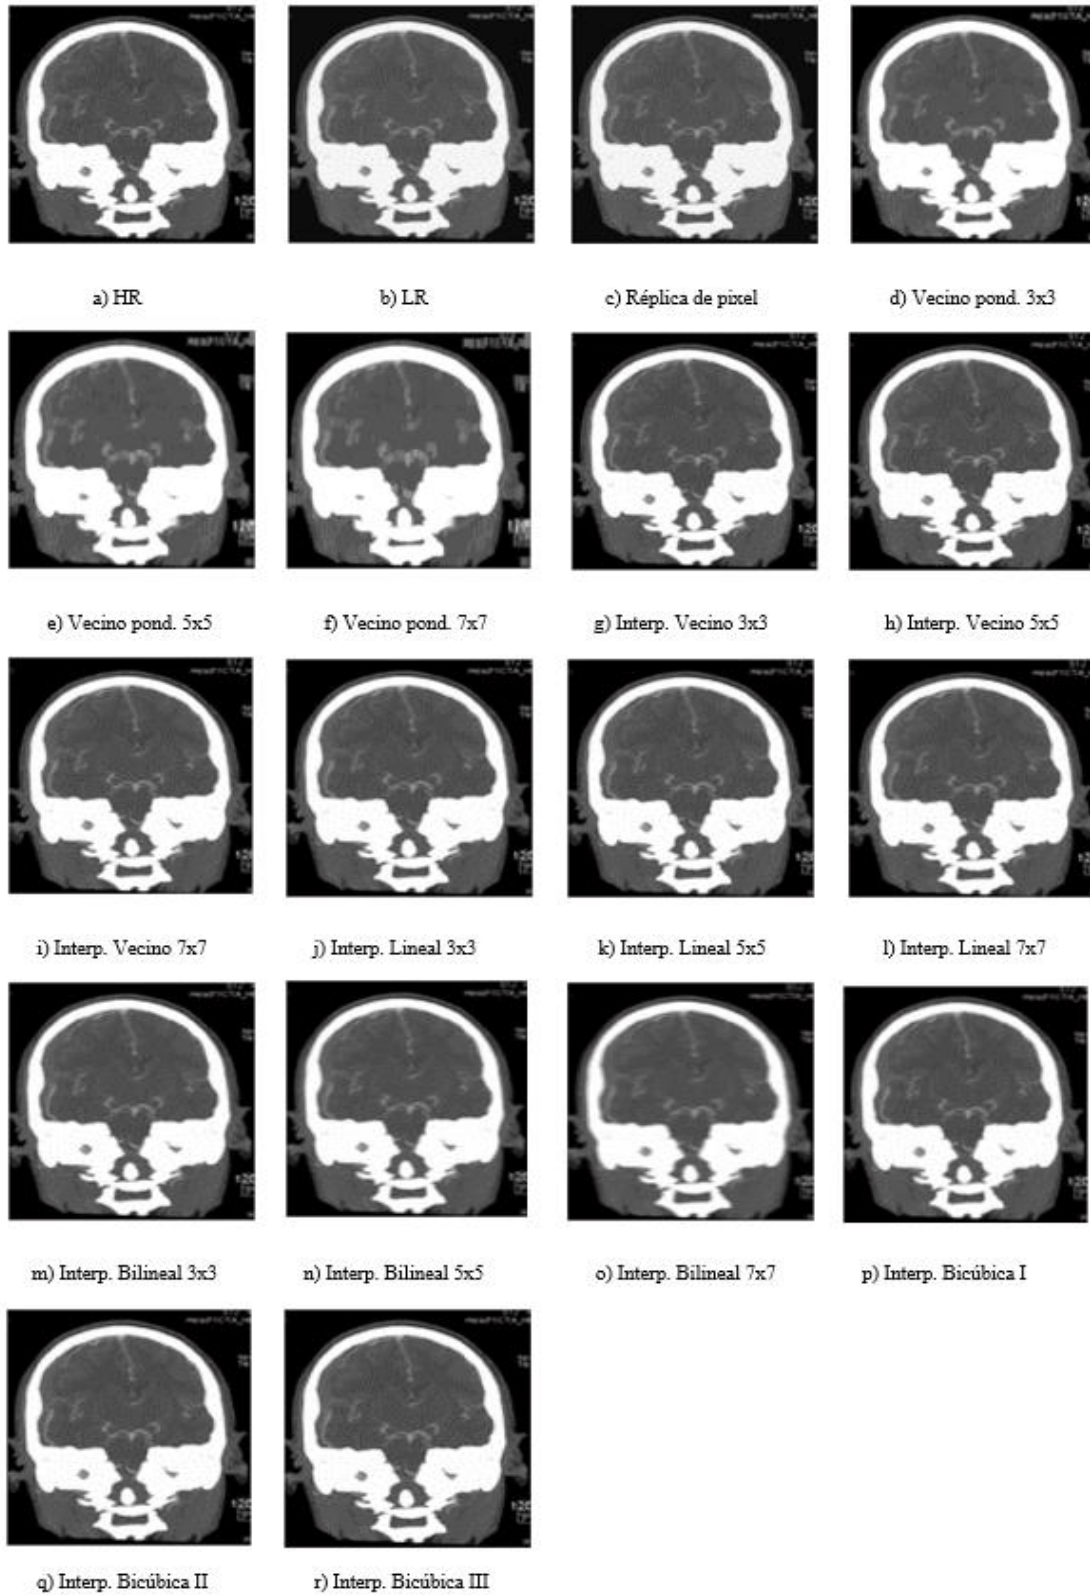 a) HR
b) LR
c) Réplica de pixel
d) Vecino pond. 3x3
e) Vecino pond. 5x5
f) Vecino pond. 7x7
g) Interp. Vecino 3x3
h) Interp. Vecino 5x5
i) Interp. Vecino 7x7
j) Interp. Lineal 3x3
k) Interp. Lineal 5x5
l) Interp. Lineal 7x7
m) Interp. Bilineal 3x3
n) Interp. Bilineal 5x5
o) Interp. Bilineal 7x7
p) Interp. Bicúbica I
q) Interp. Bicúbica II
r) Interp. Bicúbica III